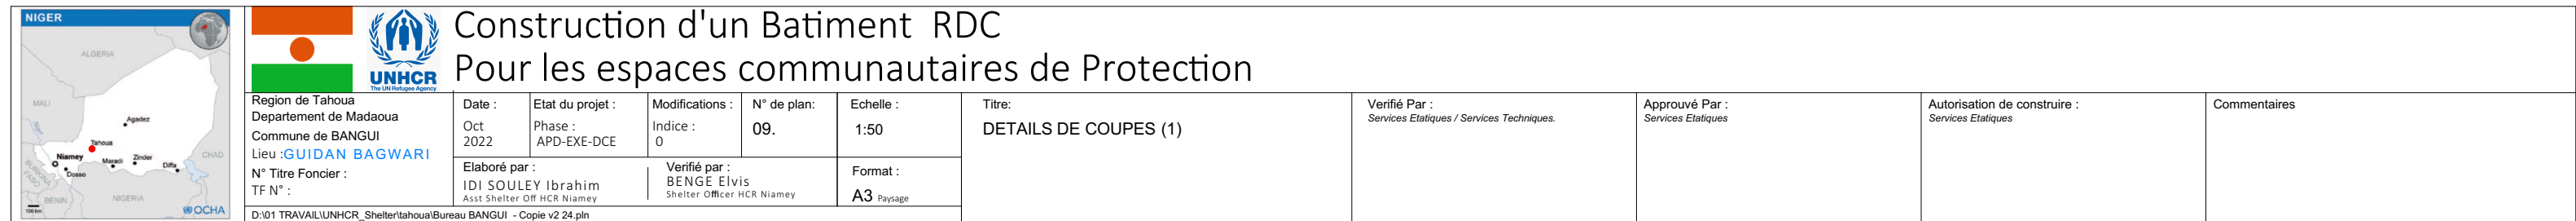 NIGER
ALGERIA
MALI
Niger
Agadez
Tahoua
Niamey
Maradi
Zinder
Diffa
CHAD
Dosso
BURKINA FASO
BENIN
NIGERIA
100 km
OCHA
UNHCR
The UN Refugee Agency
Construction d'un Batiment RDC
Pour les espaces communautaires de Protection
Region de Tahoua
Departement de Madaoua
Commune de BANGUI
Lieu :GUIDAN BAGWARI
N° Titre Foncier :
TF N° :
Date :
Oct
2022
Etat du projet :
Phase :
APD-EXE-DCE
Modifications :
Indice :
0
N° de plan:
09.
Echelle :
1:50
Elaboré par :
IDI SOULEY Ibrahim
Asst Shelter Off HCR Niamey
Verifié par :
BENGE Elvis
Shelter Officer HCR Niamey
Format :
A3 Paysage
D:\01 TRAVAIL\UNHCR_Shelter\tahoua\Bureau BANGUI - Copie v2 24.pln
Titre:
DETAILS DE COUPES (1)
Verifié Par :
Services Etatiques / Services Techniques.
Approuvé Par :
Services Etatiques
Autorisation de construire :
Services Etatiques
Commentaires